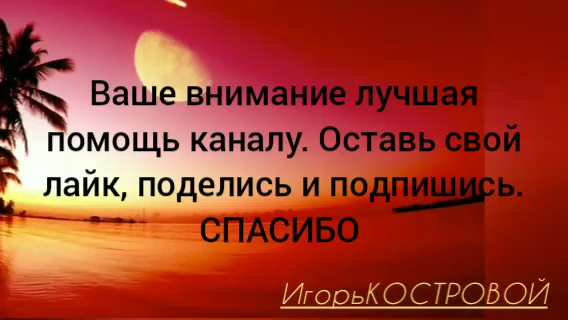 Ваше внимание лучшая
помощь каналу. Оставь свой
лайк, поделись и подпишись.
СПАСИБО
ИгорьКОСТРОВОЙ